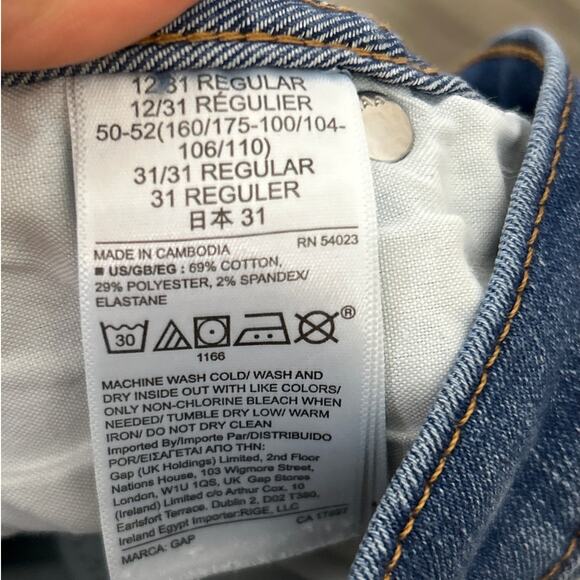 12/31 REGULAR
12/31 RÉGULIER
50-52(160/175-100/104-
106/110)
31/31 REGULAR
31 REGULER
日本 31
MADE IN CAMBODIA RN 54023
■ US/GB/EG : 69% COTTON,
29% POLYESTER, 2% SPANDEX/
ELASTANE
30 ®
1166
MACHINE WASH COLD/ WASH AND
DRY INSIDE OUT WITH LIKE COLORS/
ONLY NON-CHLORINE BLEACH WHEN
NEEDED/ TUMBLE DRY LOW/ WARM
IRON/ DO NOT DRY CLEAN
Imported By/Importe Par/DISTRIBUIDO
POR/ΕΙΣΑΓΕΤΑΙ ΑΠΟ ΤΗΝ:
Gap (UK Holdings) Limited, 2nd Floor
Nations House, 103 Wigmore Street,
London, W1U 1QS, UK Gap Stores
(Ireland) Limited c/o Arthur Cox, 10
Earlsfort Terrace, Dublin 2, D02 T380,
Ireland Egypt Importer:RIGE, LLC
CA 17897
MARCA: GAP